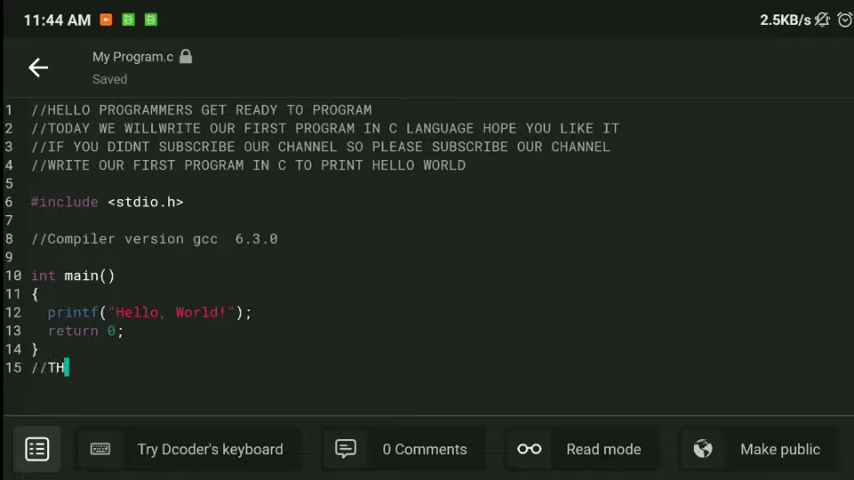 11:44 AM 2.5KB/s
My Program.c
Saved
1 //HELLO PROGRAMMERS GET READY TO PROGRAM
2 //TODAY WE WILLWRITE OUR FIRST PROGRAM IN C LANGUAGE HOPE YOU LIKE IT
3 //IF YOU DIDNT SUBSCRIBE OUR CHANNEL SO PLEASE SUBSCRIBE OUR CHANNEL
4 //WRITE OUR FIRST PROGRAM IN C TO PRINT HELLO WORLD
5
6 #include <stdio.h>
7
8 //Compiler version gcc  6.3.0
9
10 int main()
11 {
12   printf("Hello, World!");
13   return 0;
14 }
15 //TH
Try Dcoder's keyboard 0 Comments Read mode Make public